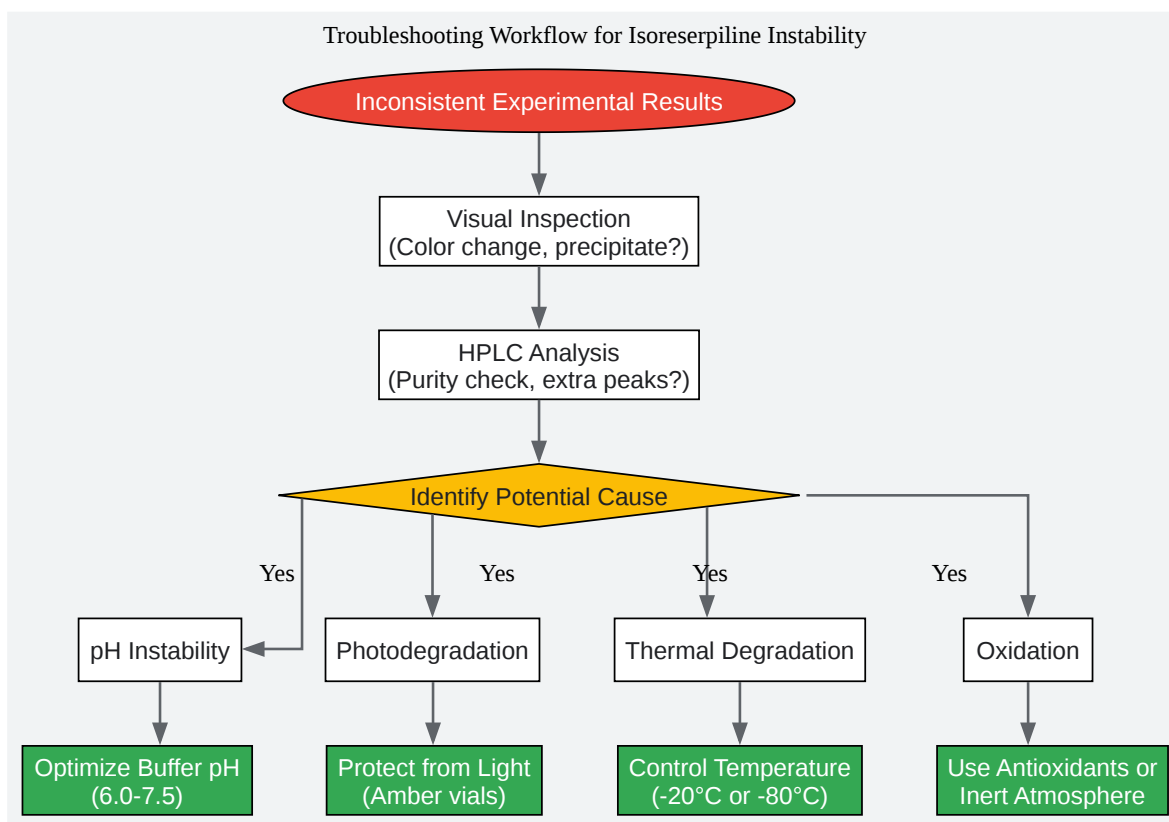 Troubleshooting Workflow for Isoreserpiline Instability
Inconsistent Experimental Results
Visual Inspection
(Color change, precipitate?)
HPLC Analysis
(Purity check, extra peaks?)
Identify Potential Cause
Yes
Yes
Yes
Yes
pH Instability
Photodegradation
Thermal Degradation
Oxidation
Optimize Buffer pH
(6.0-7.5)
Protect from Light
(Amber vials)
Control Temperature
(-20°C or -80°C)
Use Antioxidants or
Inert Atmosphere